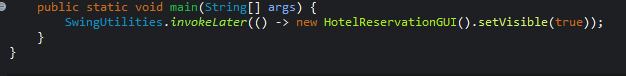 public static void main(String[] args) {
SwingUtilities.invokeLater(() -> new HotelReservationGUI().setVisible(true));
}
}